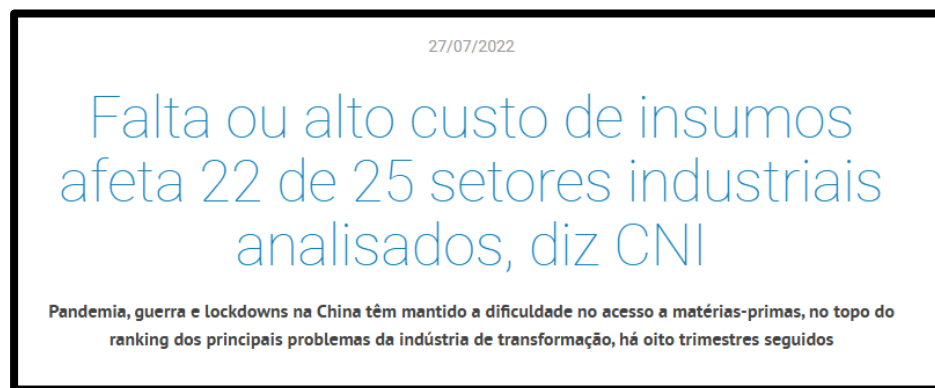 27/07/2022
Falta ou alto custo de insumos
afeta 22 de 25 setores industriais
analisados, diz CNI
Pandemia, guerra e lockdowns na China têm mantido a dificuldade no acesso a matérias-primas, no topo do
ranking dos principais problemas da indústria de transformação, há oito trimestres seguidos